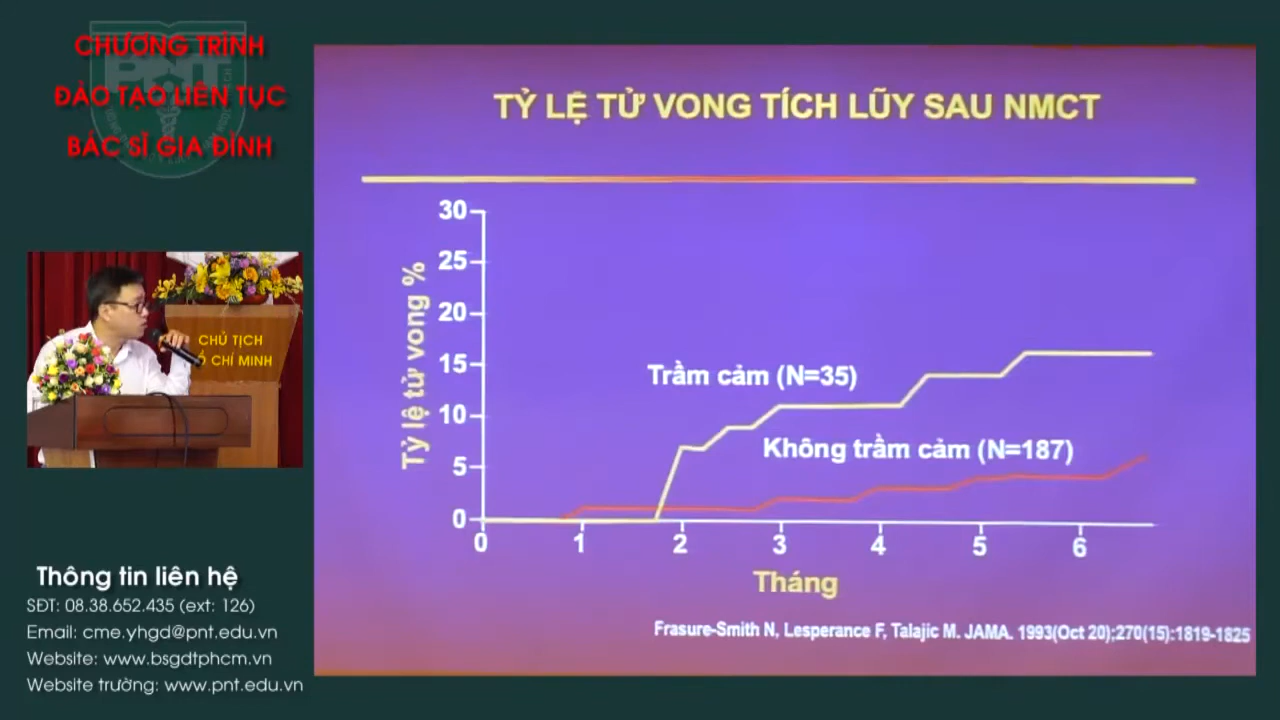 CHƯƠNG TRÌNH
ĐÀO TẠO LIÊN TỤC
BÁC SĨ GIA ĐÌNH
PNT
CHỦ TỊCH
Ồ CHÍ MINH
Thông tin liên hệ
SĐT: 08.38.652.435 (ext: 126)
Email: cme.yhgd@pnt.edu.vn
Website: www.bsgdtphcm.vn
Website trường: www.pnt.edu.vn
TỶ LỆ TỬ VONG TÍCH LŨY SAU NMCT
Tỷ lệ tử vong %
30
25
20
15
10
5
0
Trầm cảm (N=35)
Không trầm cảm (N=187)
0 1 2 3 4 5 6
Tháng
Frasure-Smith N, Lesperance F, Talajic M. JAMA. 1993(Oct 20);270(15):1819-1825